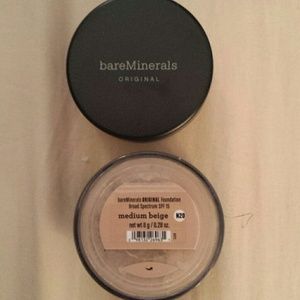 bareMinerals
ORIGINAL
bareMinerals ORIGINAL Foundation
Broad Spectrum SPF 15
medium beige
N20
net wt 8 g / 0.28 oz.